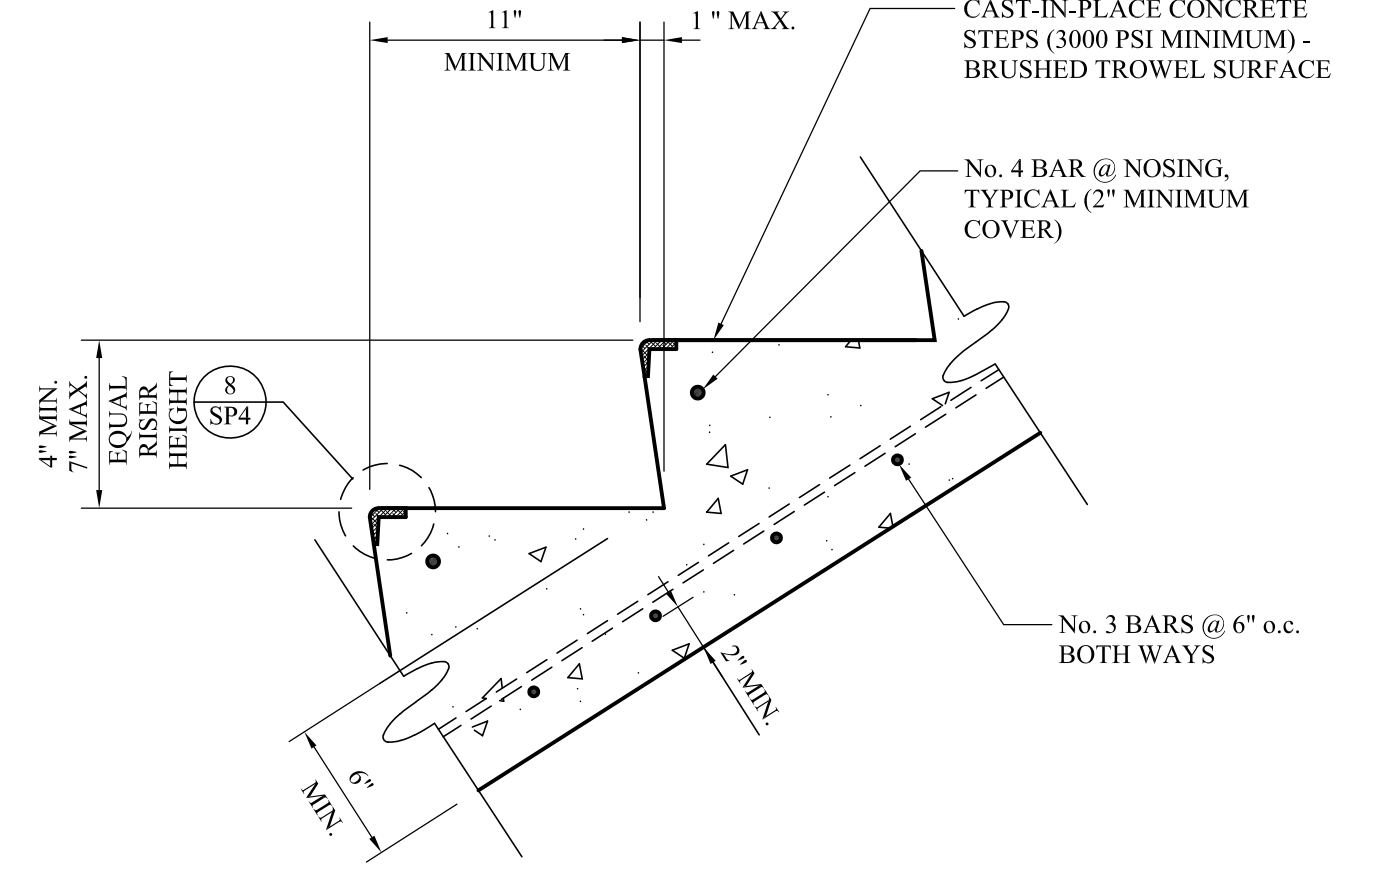 11"
MINIMUM
1 " MAX.
CAST-IN-PLACE CONCRETE
STEPS (3000 PSI MINIMUM) -
BRUSHED TROWEL SURFACE
No. 4 BAR @ NOSING,
TYPICAL (2" MINIMUM
COVER)
4" MIN.
7" MAX.
EQUAL
RISER
HEIGHT
8
SP4
No. 3 BARS @ 6" o.c.
BOTH WAYS
2" MIN.
6"
MIN.